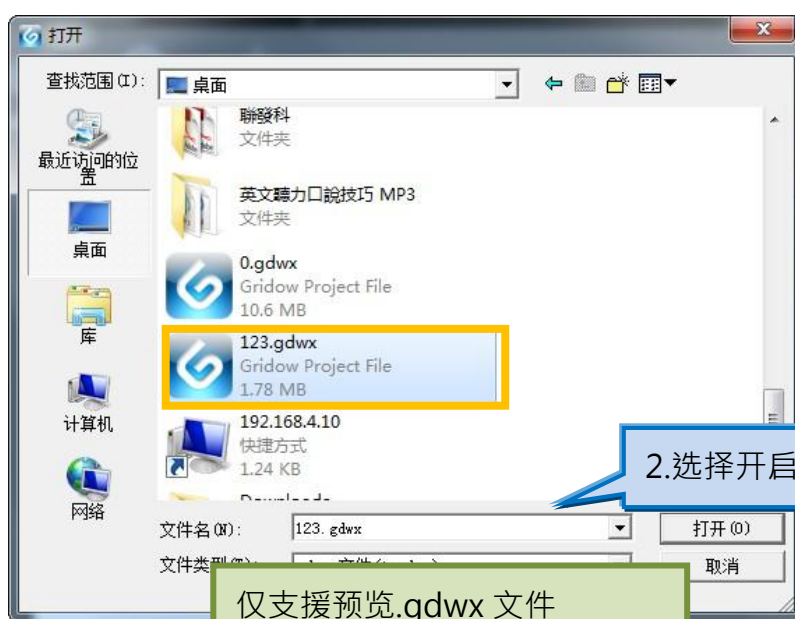 打开
查找范围(I):
桌面
聯發科
文件夹
最近访问的位
置
英文聽力口說技巧 MP3
文件夹
桌面
0.gdwx
Gridow Project File
10.6 MB
库
123.gdwx
Gridow Project File
1.78 MB
计算机
192.168.4.10
快捷方式
1.24 KB
2.选择开启
网络
文件名(N):
123. gdwx
打开(O)
文件类型
取消
仅支援预览.gdwx 文件